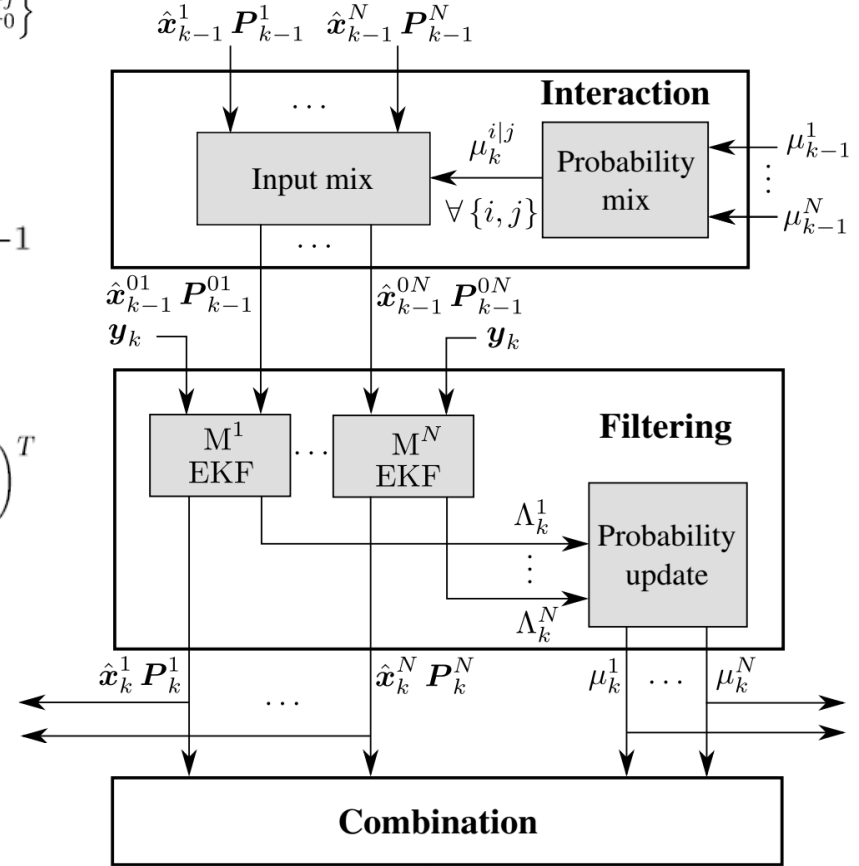 x̂¹ₖ₋₁ P¹ₖ₋₁ x̂ᴺₖ₋₁ Pᴺₖ₋₁
Interaction
...
Input mix
μₖ^{i|j}
∀ {i, j}
Probability
mix
μ¹ₖ₋₁
⋮
μᴺₖ₋₁
...
-1
x̂⁰¹ₖ₋₁ P⁰¹ₖ₋₁ x̂⁰ᴺₖ₋₁ P⁰ᴺₖ₋₁
yₖ yₖ
Filtering
M¹
EKF
...
Mᴺ
EKF
)ᵀ
Λ¹ₖ
⋮
Λᴺₖ
Probability
update
x̂¹ₖ P¹ₖ ... x̂ᴺₖ Pᴺₖ μ¹ₖ ... μᴺₖ
Combination